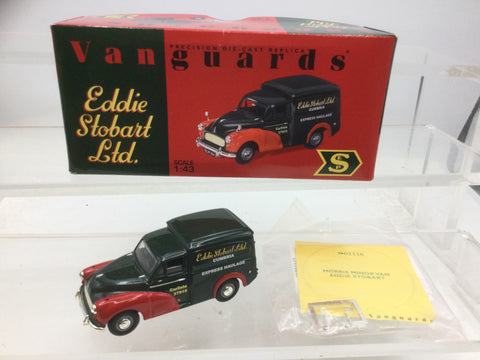 Vanguards
PRECISION DIE-CAST REPLICA
Eddie
Stobart
Ltd.
SCALE
1:43
Eddie Stobart Ltd
CUMBRIA
EXPRESS HAULAGE
S
Eddie Stobart Ltd
CUMBRIA
EXPRESS HAULAGE
Carlisle
MORRIS MINOR VAN
EDDIE STOBART
Vanguards